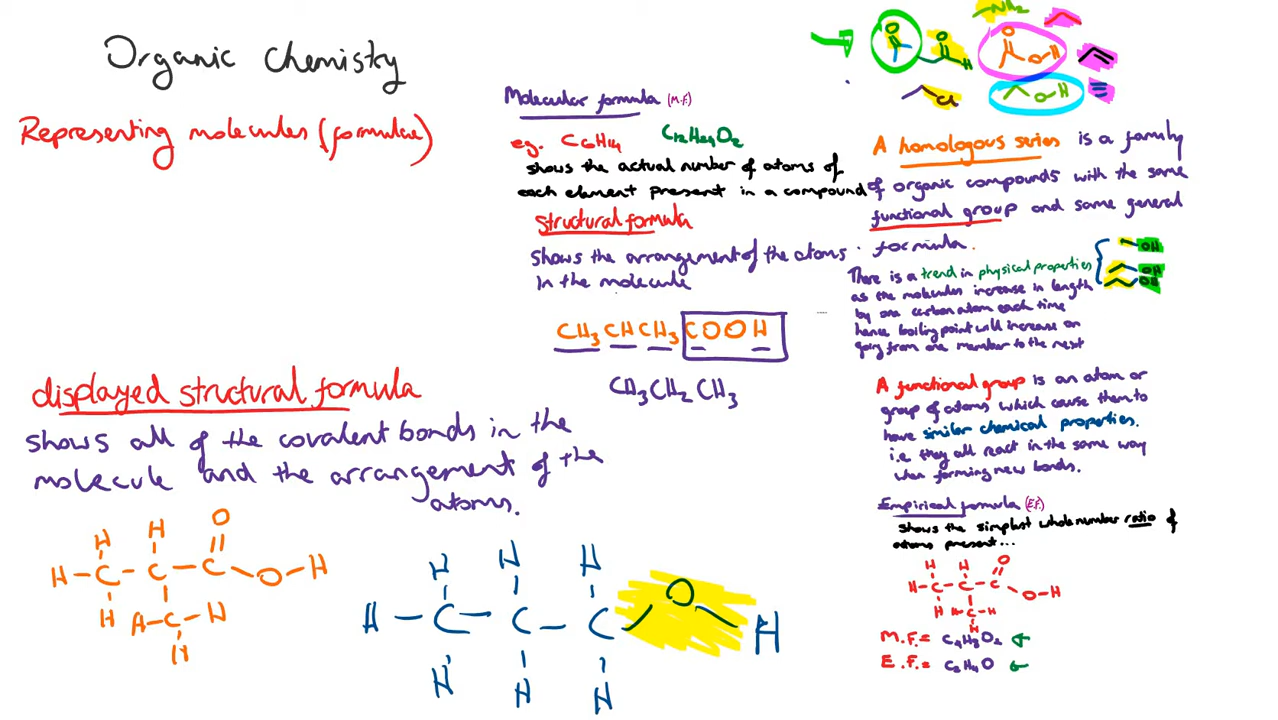 Organic Chemistry
Representing molecules (formulae)
Molecular formula (M.F.)
eg. C6H14 C12H24O2
shows the actual number of atoms of
each element present in a compound
structural formula
shows the arrangement of the atoms
in the molecule
CH3CHCH3COOH
CH3CH2CH3
displayed structural formula
shows all of the covalent bonds in the
molecule and the arrangement of the
atoms.
H H O
H - C - C - C - O - H
H H - C - H
H
H H H
H - C - C - C - O - H
H H H
NH2
O O O
H O-H
Cl O-H
A homologous series is a family
of organic compounds with the same
functional group and same general
formula.
OH
OH
OH
There is a trend in physical properties
as the molecules increase in length
by one carbon atom each time
hence boiling point will increase on
going from one member to the next
A functional group is an atom or
group of atoms which cause them to
have similar chemical properties.
i.e they all react in the same way
when forming new bonds.
Empirical formula (E.F.)
shows the simplest whole number ratio of
atoms present...
H H O
H - C - C - C - O - H
H H - C - H
H
M.F. = C4H8O2
E.F. = C2H4O